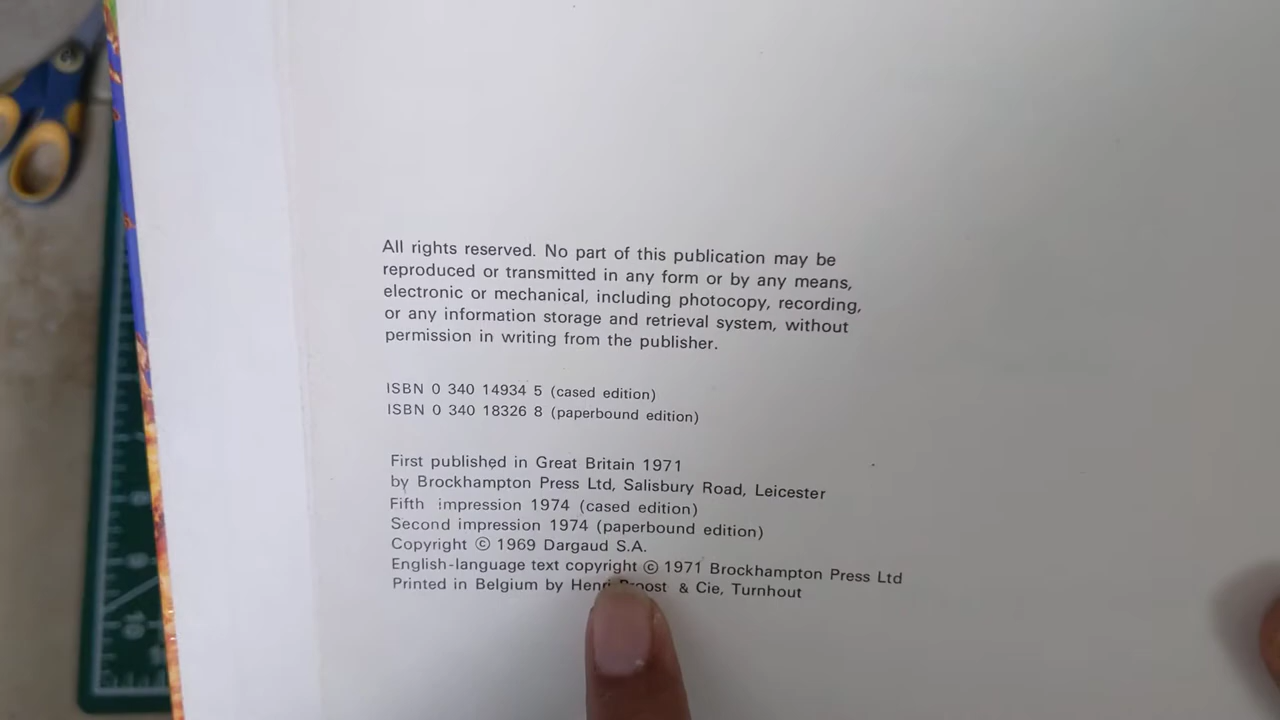 All rights reserved. No part of this publication may be
reproduced or transmitted in any form or by any means,
electronic or mechanical, including photocopy, recording,
or any information storage and retrieval system, without
permission in writing from the publisher.
ISBN 0 340 14934 5 (cased edition)
ISBN 0 340 18326 8 (paperbound edition)
First published in Great Britain 1971
by Brockhampton Press Ltd, Salisbury Road, Leicester
Fifth impression 1974 (cased edition)
Second impression 1974 (paperbound edition)
Copyright © 1969 Dargaud S.A.
English-language text copyright © 1971 Brockhampton Press Ltd
Printed in Belgium by Henri Proost & Cie, Turnhout